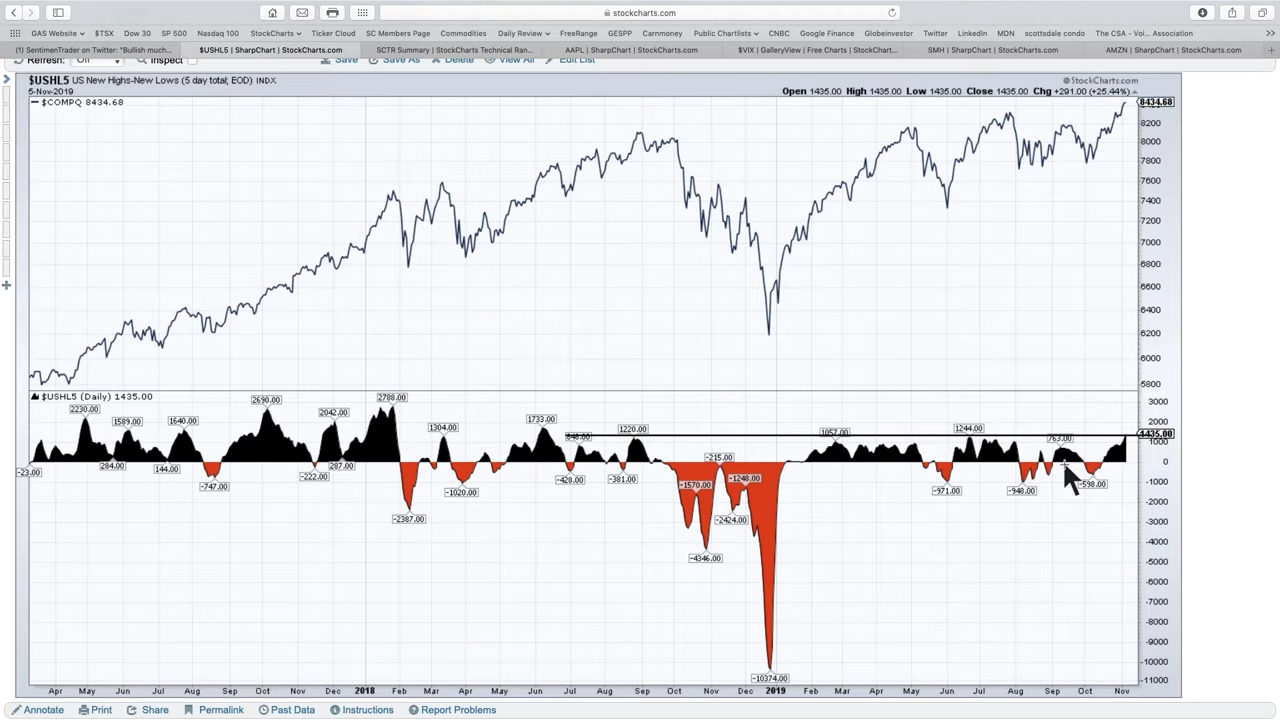 stockcharts.com
GAS Website $TSX Dow 30 SP 500 Nasdaq 100 StockCharts Ticker Cloud SC Members Page Commodities Daily Review FreeRange GESPP Carnmoney Public Chartlists CNBC Google Finance Globeinvestor Twitter LinkedIn MDN scottsdale condo The CSA - Voi... Association
(1) SentimenTrader on Twitter: "Bullish much... $USHL5 | SharpChart | StockCharts.com SCTR Summary | StockCharts Technical Ran... AAPL | SharpChart | StockCharts.com $VIX | GalleryView | Free Charts | StockChart... SMH | SharpChart | StockCharts.com AMZN | SharpChart | StockCharts.com
Refresh: Off Inspect Save Save As Delete View All Edit List
$USHL5 US New Highs-New Lows (5 day total; EOD) INDX @StockCharts.com
5-Nov-2019 Open 1435.00 High 1435.00 Low 1435.00 Close 1435.00 Chg +291.00 (+25.44%)
$COMPQ 8434.68 8434.68
8200
8000
7800
7600
7400
7200
7000
6800
6600
6400
6200
6000
5800
$USHL5 (Daily) 1435.00
2788.00
2690.00 3000
2230.00 2042.00
1589.00 1640.00 1733.00 2000
1304.00 848.00 1220.00 1057.00 1244.00 763.00 1435.00
1000
-23.00 284.00 144.00 287.00 -215.00 0
-747.00 -222.00 -1020.00 -428.00 -381.00 -1570.00 -1248.00 -971.00 -948.00 -598.00
-1000
-2387.00 -2424.00 -2000
-3000
-4000
-4346.00
-5000
-6000
-7000
-8000
-9000
-10000
-10374.00 -11000
Apr May Jun Jul Aug Sep Oct Nov Dec 2018 Feb Mar Apr May Jun Jul Aug Sep Oct Nov Dec 2019 Feb Mar Apr May Jun Jul Aug Sep Oct Nov
Annotate Print Share Permalink Past Data Instructions Report Problems